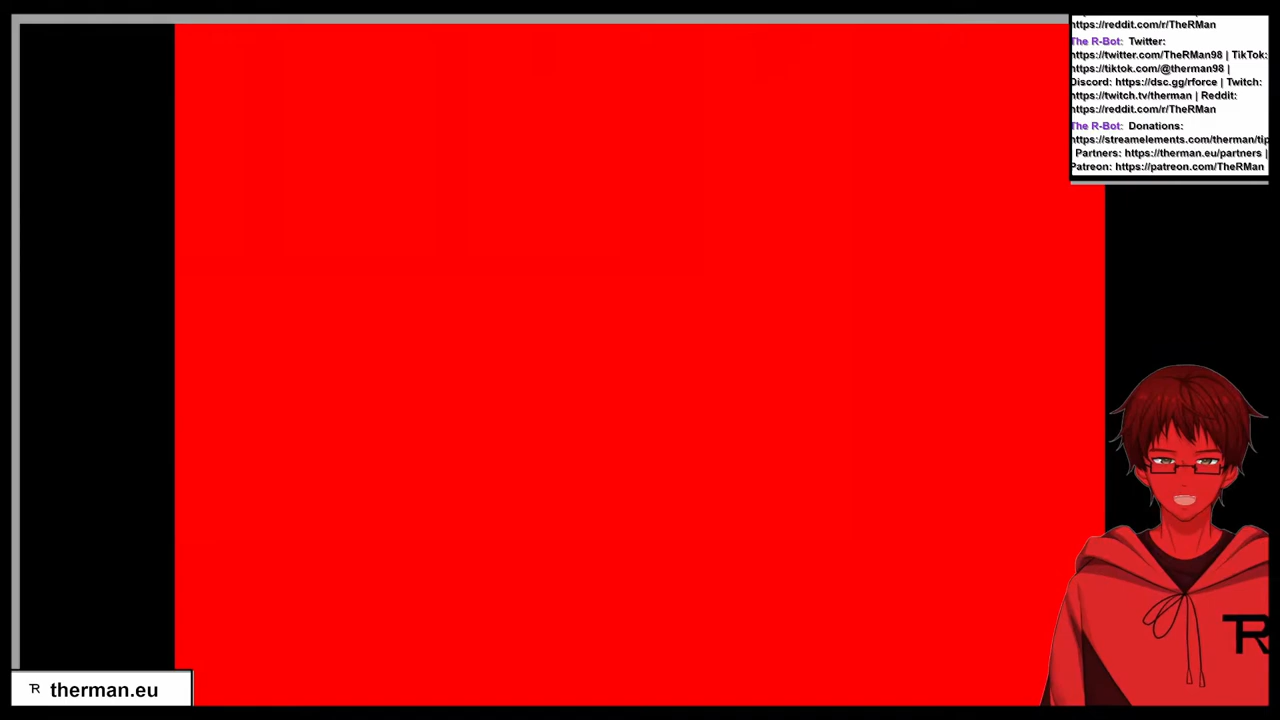 https://reddit.com/r/TheRMan
The R-Bot: Twitter:
https://twitter.com/TheRMan98 | TikTok:
https://tiktok.com/@therman98 |
Discord: https://dsc.gg/rforce | Twitch:
https://twitch.tv/therman | Reddit:
https://reddit.com/r/TheRMan
The R-Bot: Donations:
https://streamelements.com/therman/tip
| Partners: https://therman.eu/partners |
Patreon: https://patreon.com/TheRMan
TR
TR therman.eu